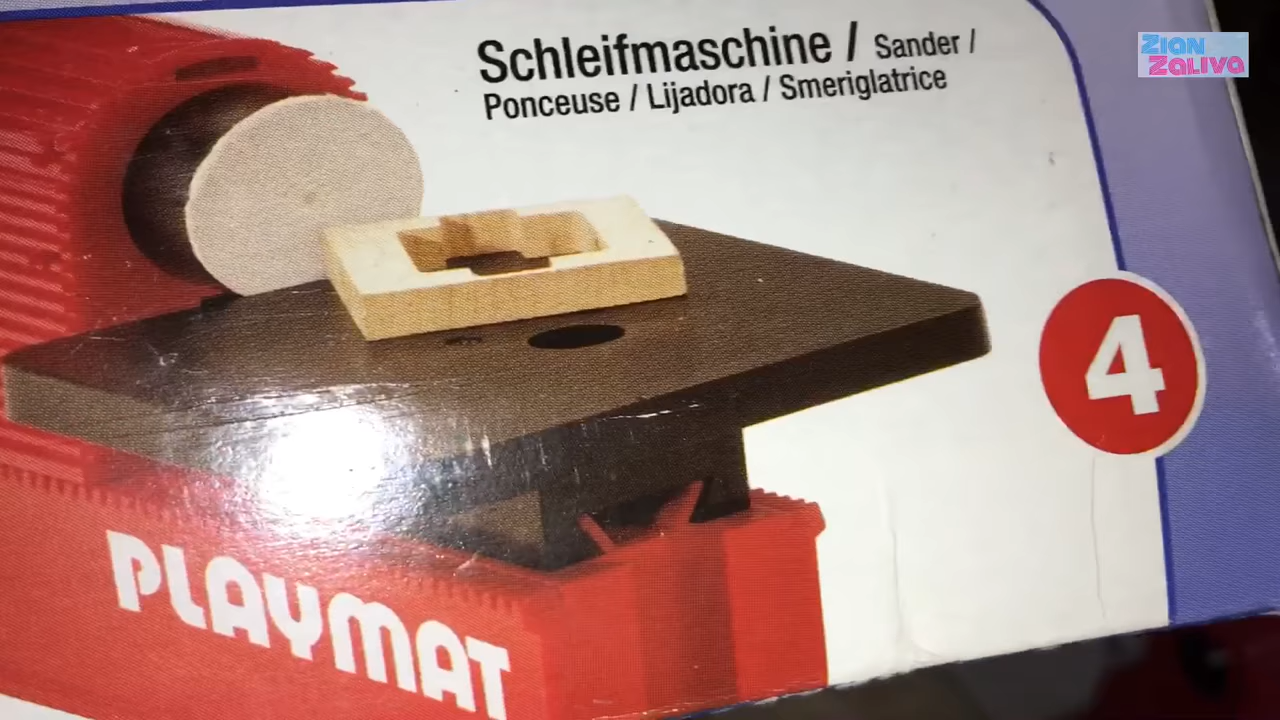 Schleifmaschine / Sander /
Ponceuse / Lijadora / Smeriglatrice
4
PLAYMAT
ZIAN
ZALIVA